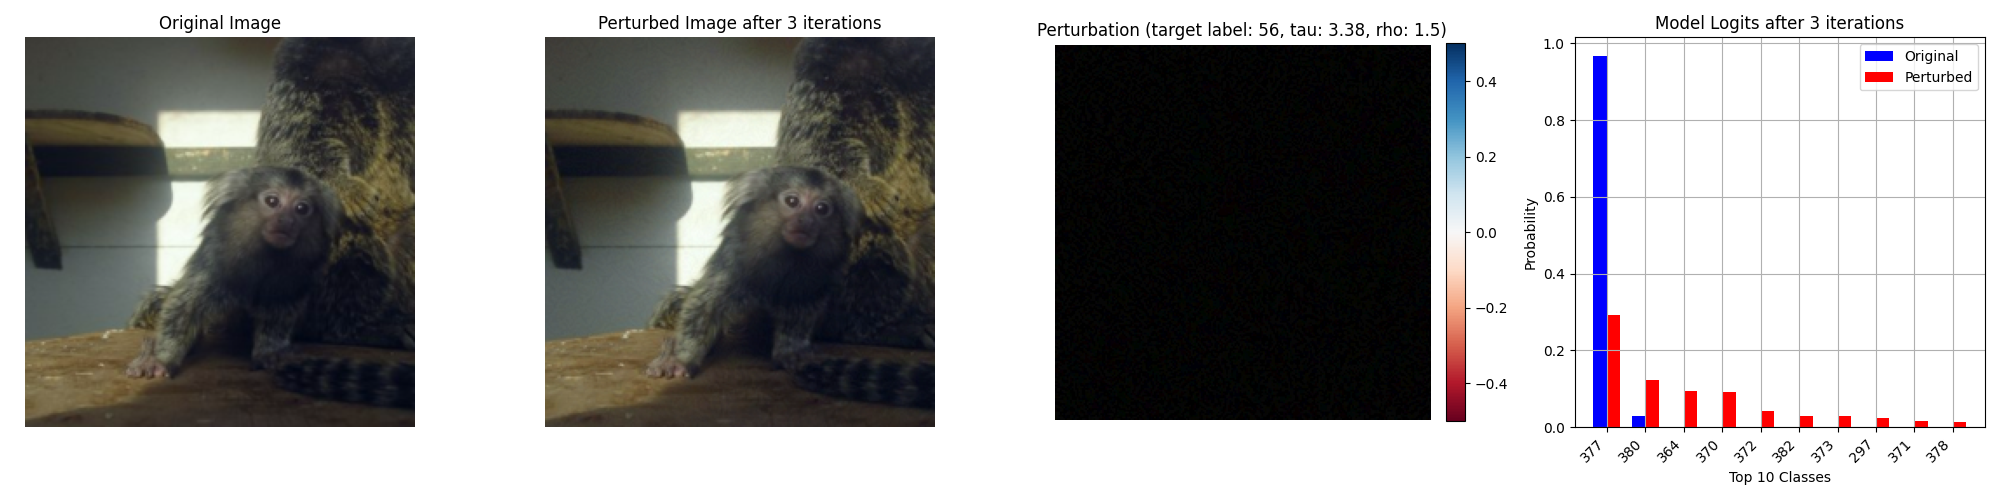 Original Image
Perturbed Image after 3 iterations
Perturbation (target label: 56, tau: 3.38, rho: 1.5)
0.4
0.2
0.0
−0.2
−0.4
Model Logits after 3 iterations
Original
Perturbed
Probability
1.0
0.8
0.6
0.4
0.2
0.0
377
380
364
370
372
382
373
297
371
378
Top 10 Classes